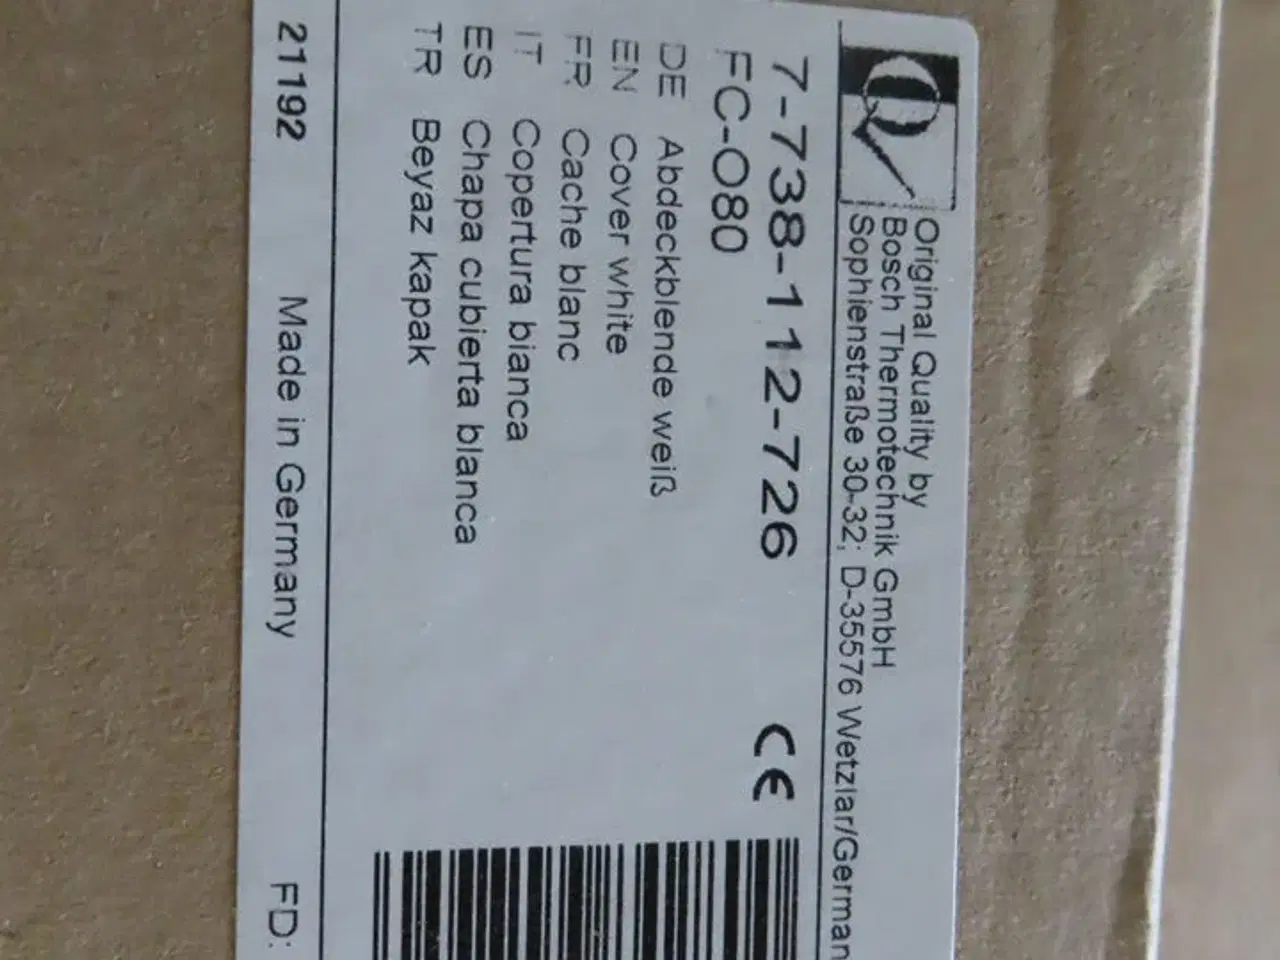 Original Quality by
Bosch Thermotechnik GmbH
Sophienstraße 30-32; D-35576 Wetzlar/German
7-738-112-726
FC-O80
CE
DE Abdeckblende weiß
EN Cover white
FR Cache blanc
IT Copertura bianca
ES Chapa cubierta blanca
TR Beyaz kapak
21192 Made in Germany FD: